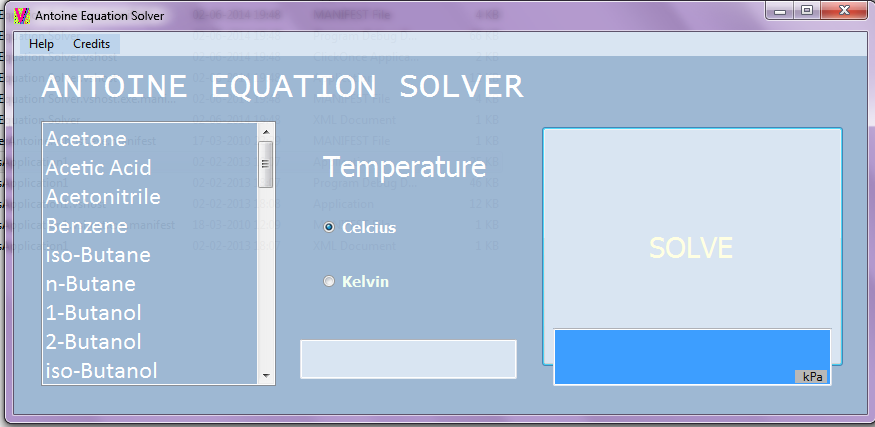 Antoine Equation Solver
Help Credits
ANTOINE EQUATION SOLVER
Acetone
Acetic Acid
Acetonitrile
Benzene
iso-Butane
n-Butane
1-Butanol
2-Butanol
iso-Butanol
Temperature
Celcius
Kelvin
SOLVE
kPa